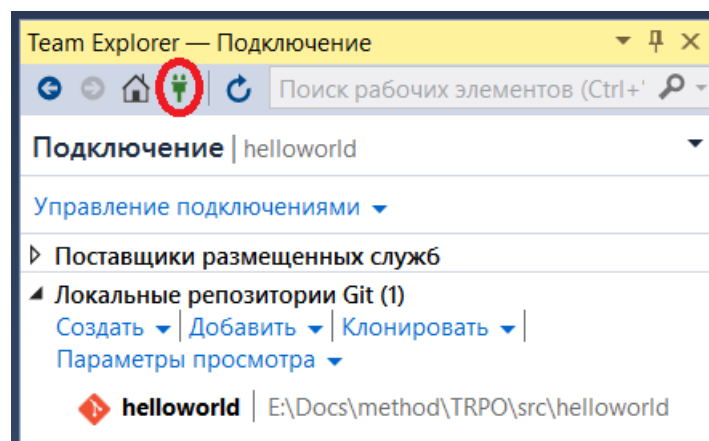 Team Explorer — Подключение
Поиск рабочих элементов (Ctrl+'
Подключение | helloworld
Управление подключениями
Поставщики размещенных служб
Локальные репозитории Git (1)
Создать | Добавить | Клонировать |
Параметры просмотра
helloworld | E:\Docs\method\TRPO\src\helloworld